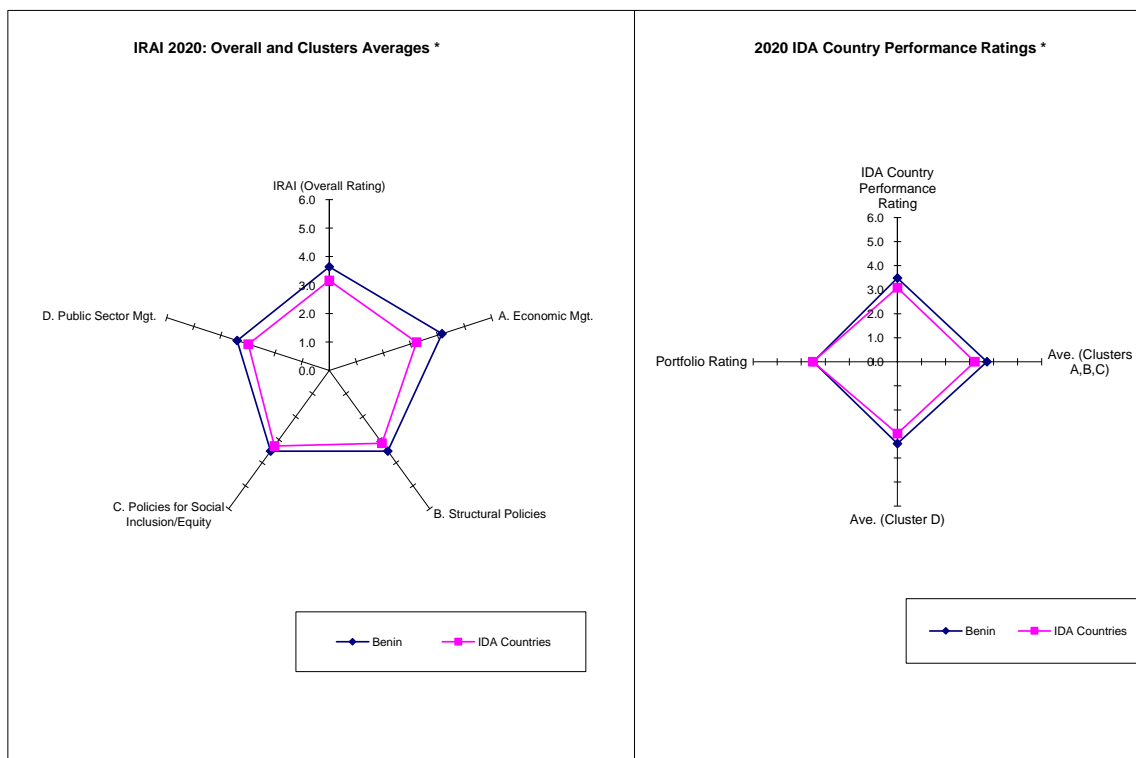 IRAI 2020: Overall and Clusters Averages *
IRAI (Overall Rating)
6.0
5.0
4.0
3.0
2.0
1.0
0.0
A. Economic Mgt.
B. Structural Policies
C. Policies for Social
Inclusion/Equity
D. Public Sector Mgt.
Benin
IDA Countries
2020 IDA Country Performance Ratings *
IDA Country
Performance
Rating
6.0
5.0
4.0
3.0
2.0
1.0
0.0
Ave. (Clusters
A,B,C)
Ave. (Cluster D)
Portfolio Rating
Benin
IDA Countries